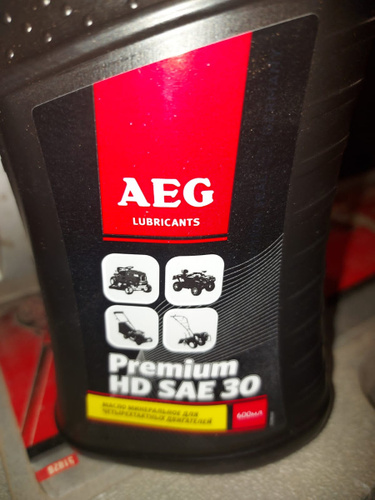 AEG
LUBRICANTS
Premium
HD SAE 30
МАСЛО МИНЕРАЛЬНОЕ ДЛЯ
ЧЕТЫРЕХТАКТНЫХ ДВИГАТЕЛЕЙ
600мл